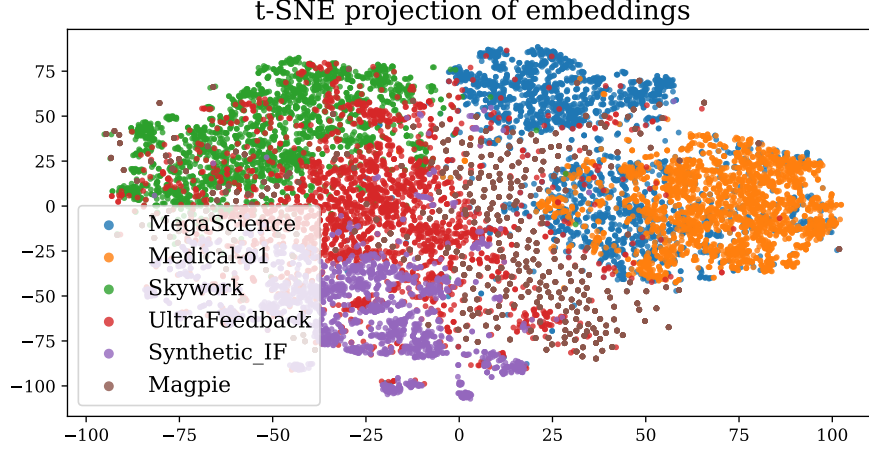 t-SNE projection of embeddings
75
50
25
0
−25
−50
−75
−100
MegaScience
Medical-o1
Skywork
UltraFeedback
Synthetic_IF
Magpie
−100 −75 −50 −25 0 25 50 75 100